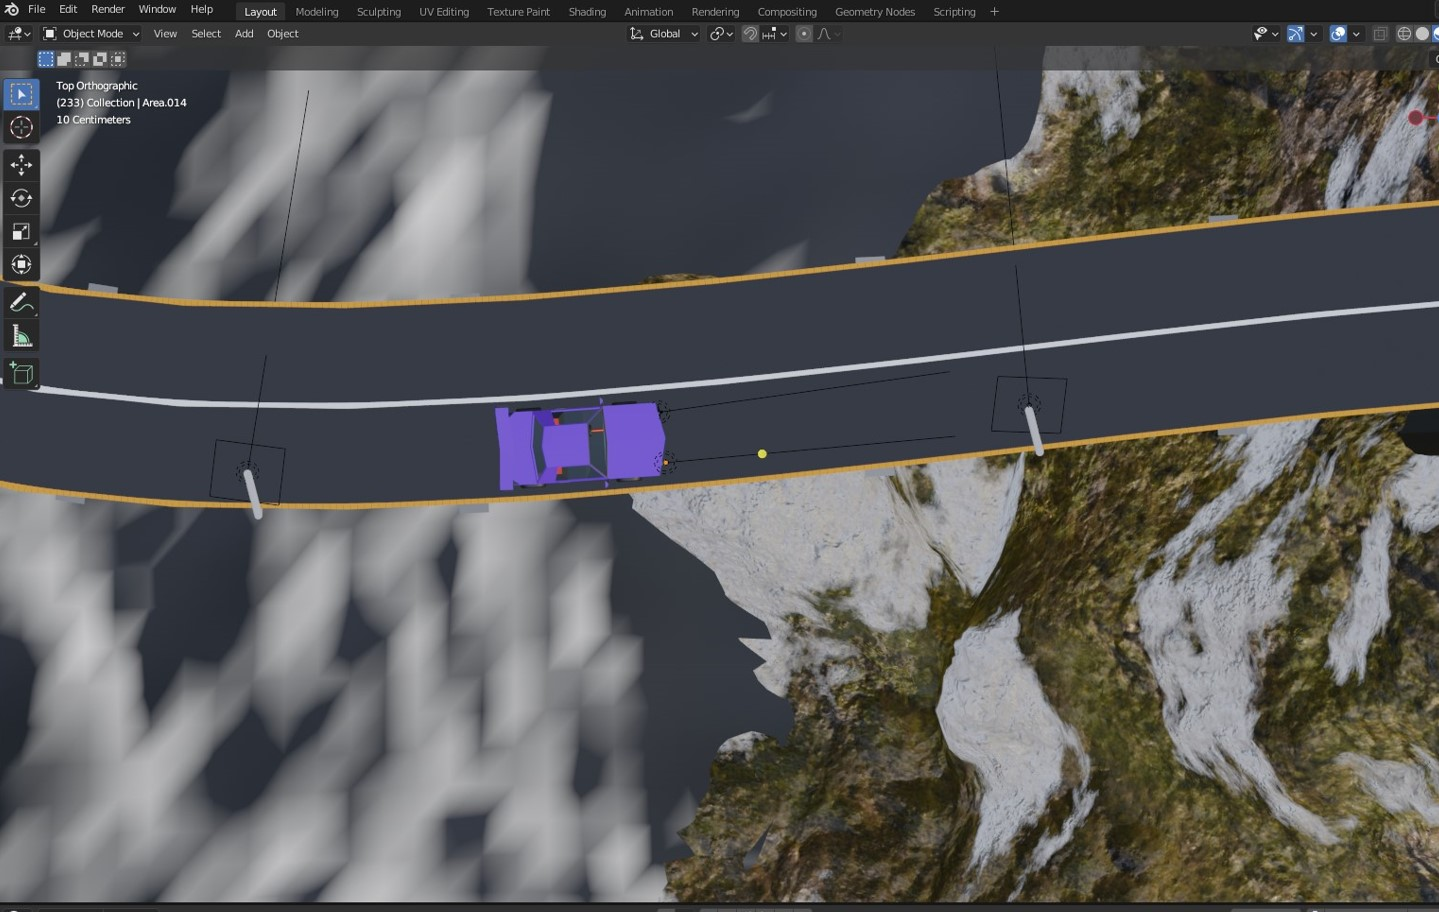 File Edit Render Window Help Layout Modeling Sculpting UV Editing Texture Paint Shading Animation Rendering Compositing Geometry Nodes Scripting +
Object Mode View Select Add Object Global
Top Orthographic
(233) Collection | Area.014
10 Centimeters